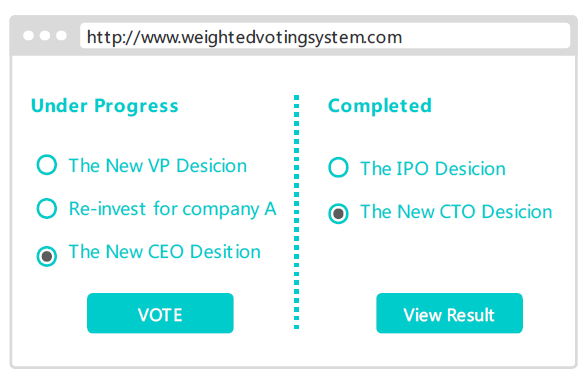 http://www.weightedvotingsystem.com
Under Progress
The New VP Desicion
Re-invest for company A
The New CEO Desition
VOTE
Completed
The IPO Desicion
The New CTO Desicion
View Result